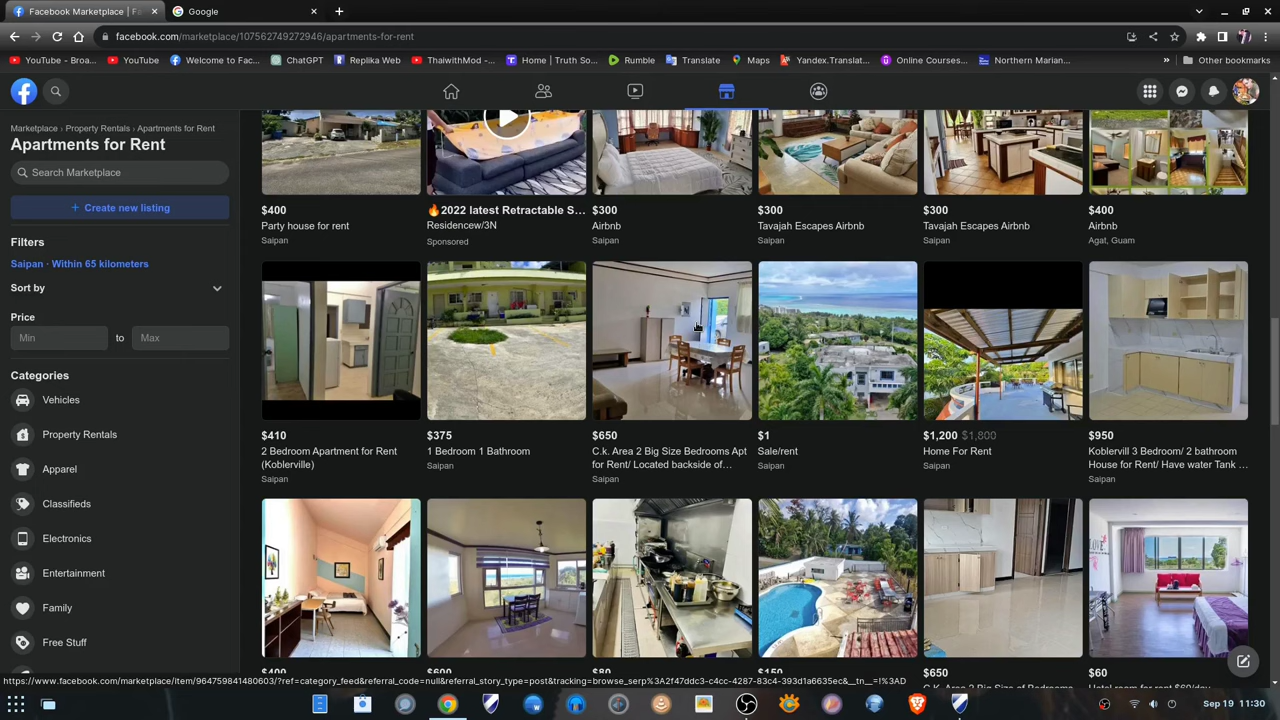 Facebook Marketplace | F
Google
facebook.com/marketplace/107562749272946/apartments-for-rent
YouTube - Broa...
YouTube
Welcome to Fac...
ChatGPT
Replika Web
ThaiwithMod - ...
Home | Truth So...
Rumble
Translate
Maps
Yandex.Translat...
Online Courses...
Northern Marian...
»
Other bookmarks
Marketplace · Property Rentals · Apartments for Rent
Apartments for Rent
Search Marketplace
+ Create new listing
Filters
Saipan · Within 65 kilometers
Sort by
Price
Min
to
Max
Categories
Vehicles
Property Rentals
Apparel
Classifieds
Electronics
Entertainment
Family
Free Stuff
$400
Party house for rent
Saipan
🔥2022 latest Retractable S...
Residencew/3N
Sponsored
$300
Airbnb
Saipan
$300
Tavajah Escapes Airbnb
Saipan
$300
Tavajah Escapes Airbnb
Saipan
$400
Airbnb
Agat, Guam
$410
2 Bedroom Apartment for Rent
(Koblerville)
Saipan
$375
1 Bedroom 1 Bathroom
Saipan
$650
C.k. Area 2 Big Size Bedrooms Apt
for Rent/ Located backside of...
Saipan
$1
Sale/rent
Saipan
$1,200 $1,800
Home For Rent
Saipan
$950
Koblervill 3 Bedroom/ 2 bathroom
House for Rent/ Have water Tank ...
Saipan
$400
$600
$80
$150
$650
$60
https://www.facebook.com/marketplace/item/964759841480603/?ref=category_feed&referral_code=null&referral_story_type=post&tracking=browse_serp%3A2f47ddc3-c4cc-4287-83c4-393d1a6635ec&__tn__=!%3AD
Sep 19 11:30